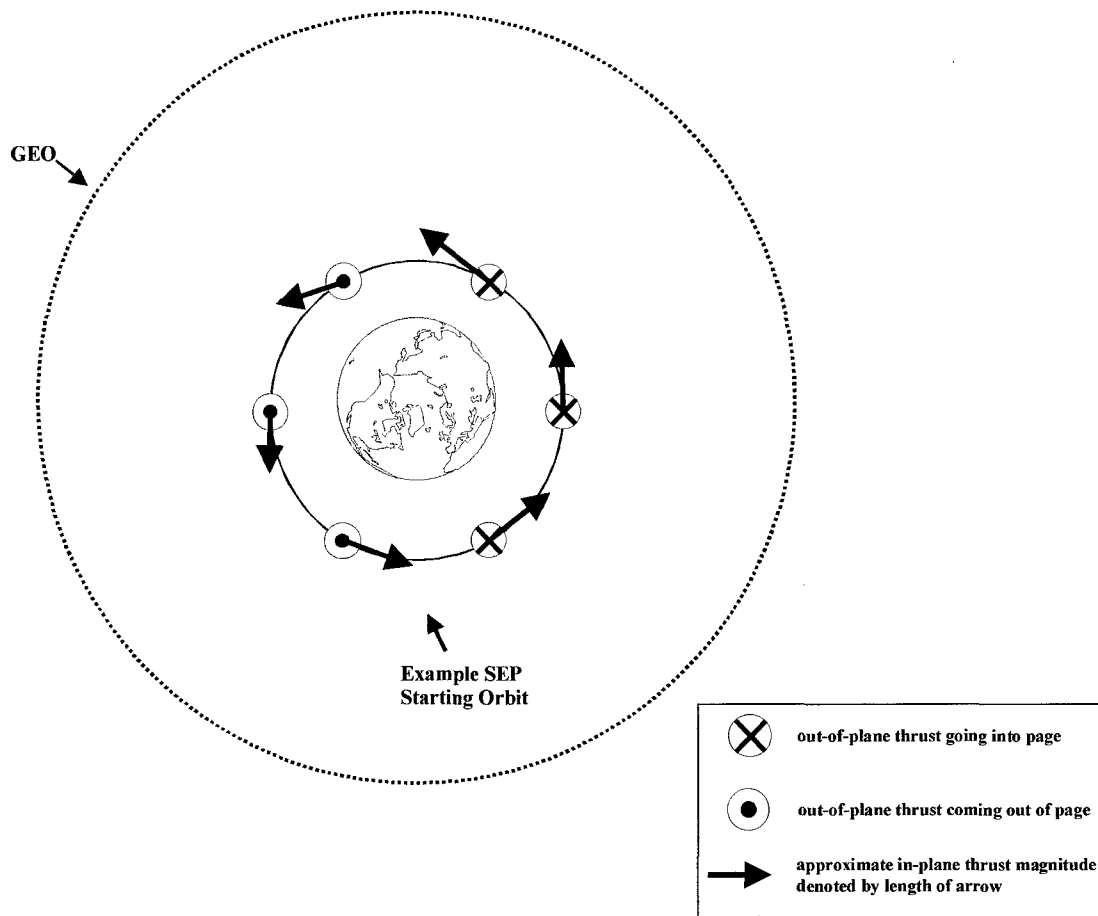 GEO
Example SEP
Starting Orbit
out-of-plane thrust going into page
out-of-plane thrust coming out of page
approximate in-plane thrust magnitude
denoted by length of arrow